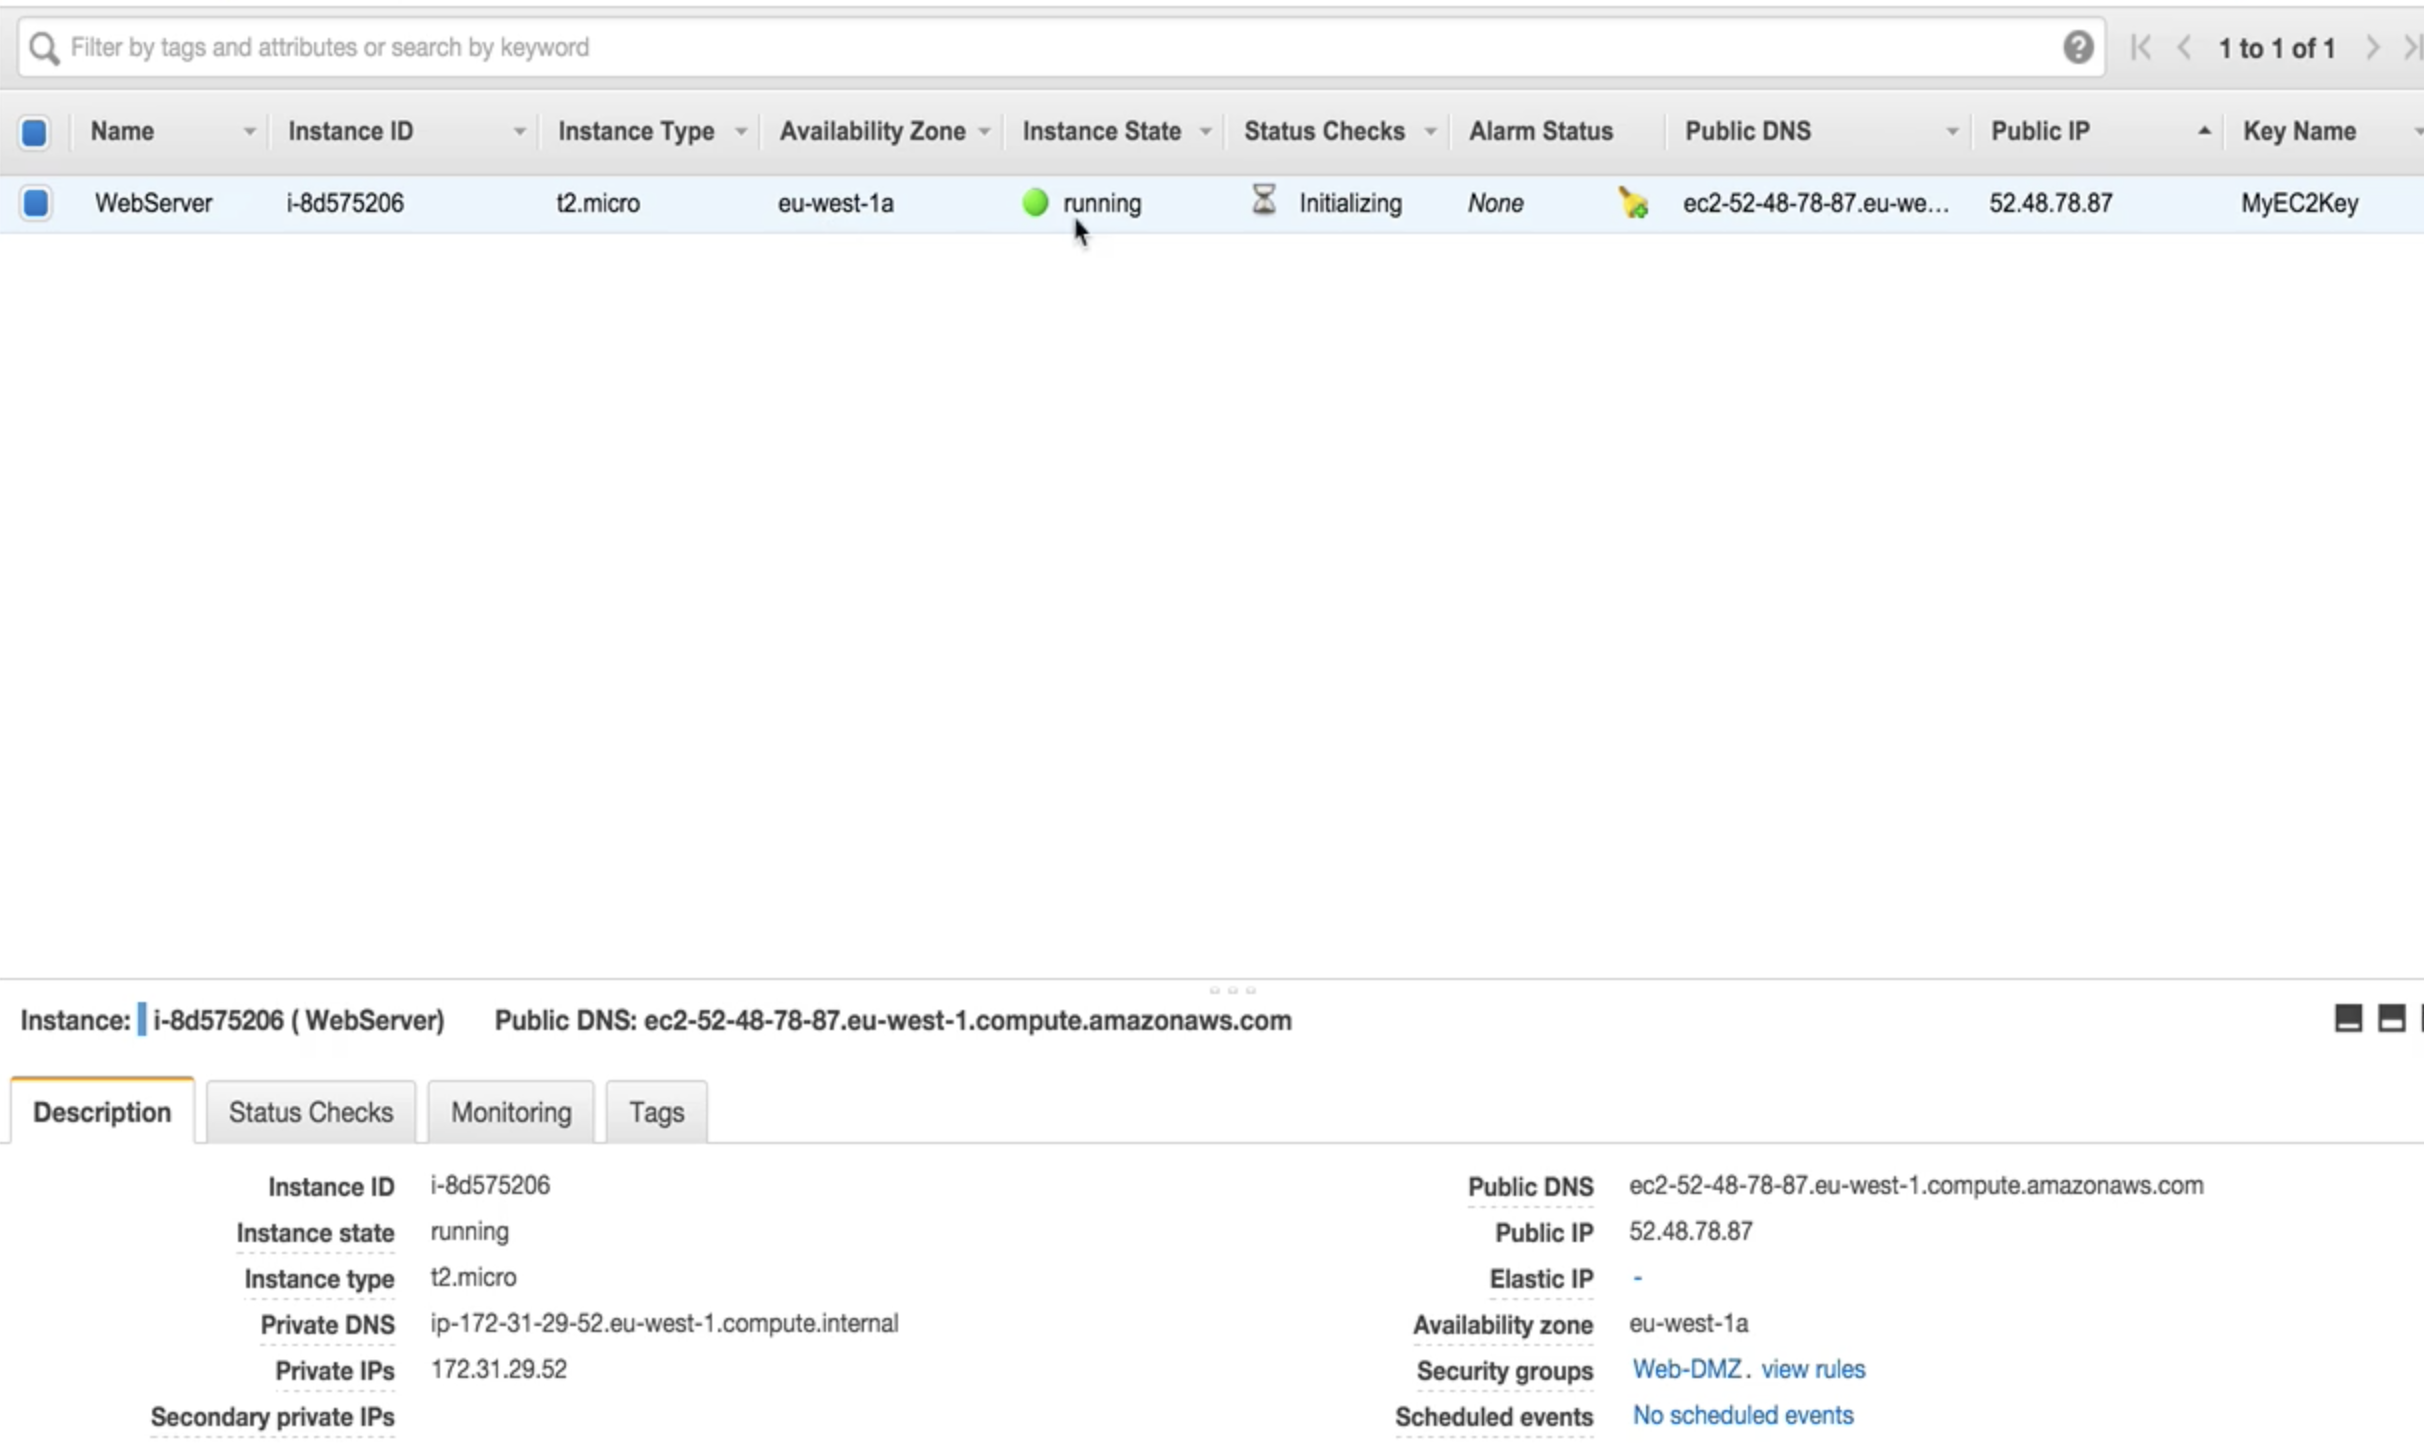 Filter by tags and attributes or search by keyword ? 1 to 1 of 1
Name Instance ID Instance Type Availability Zone Instance State Status Checks Alarm Status Public DNS Public IP Key Name
WebServer i-8d575206 t2.micro eu-west-1a running Initializing None ec2-52-48-78-87.eu-we... 52.48.78.87 MyEC2Key
Instance: i-8d575206 ( WebServer) Public DNS: ec2-52-48-78-87.eu-west-1.compute.amazonaws.com
Description Status Checks Monitoring Tags
Instance ID i-8d575206 Public DNS ec2-52-48-78-87.eu-west-1.compute.amazonaws.com
Instance state running Public IP 52.48.78.87
Instance type t2.micro Elastic IP -
Private DNS ip-172-31-29-52.eu-west-1.compute.internal Availability zone eu-west-1a
Private IPs 172.31.29.52 Security groups Web-DMZ. view rules
Secondary private IPs Scheduled events No scheduled events